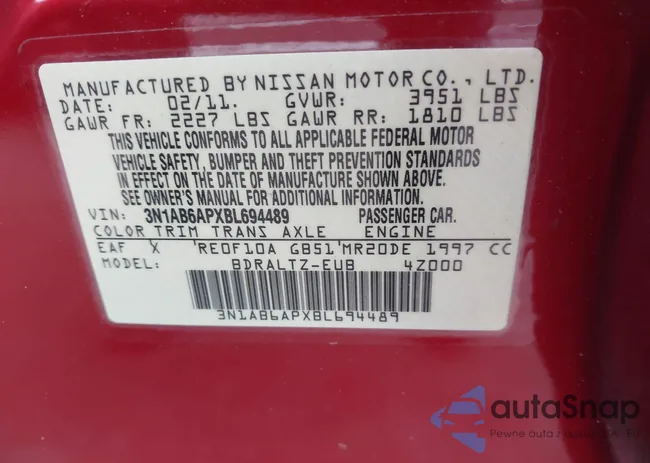 MANUFACTURED BY NISSAN MOTOR CO., LTD.
DATE: 02/11. GVWR: 3951 LBS
GAWR FR: 2227 LBS GAWR RR: 1810 LBS
THIS VEHICLE CONFORMS TO ALL APPLICABLE FEDERAL MOTOR
VEHICLE SAFETY, BUMPER AND THEFT PREVENTION STANDARDS
IN EFFECT ON THE DATE OF MANUFACTURE SHOWN ABOVE.
SEE OWNER'S MANUAL FOR ADDITIONAL INFORMATION.
VIN: 3N1AB6APXBL694489 PASSENGER CAR.
COLOR TRIM TRANS AXLE ENGINE
EAF X 'RE0F10A GB51'MR20DE 1997 CC
MODEL: BDRALTZ-EUB 4Z000
3N1AB6APXBL694489
autoSnap
Pewne auta z